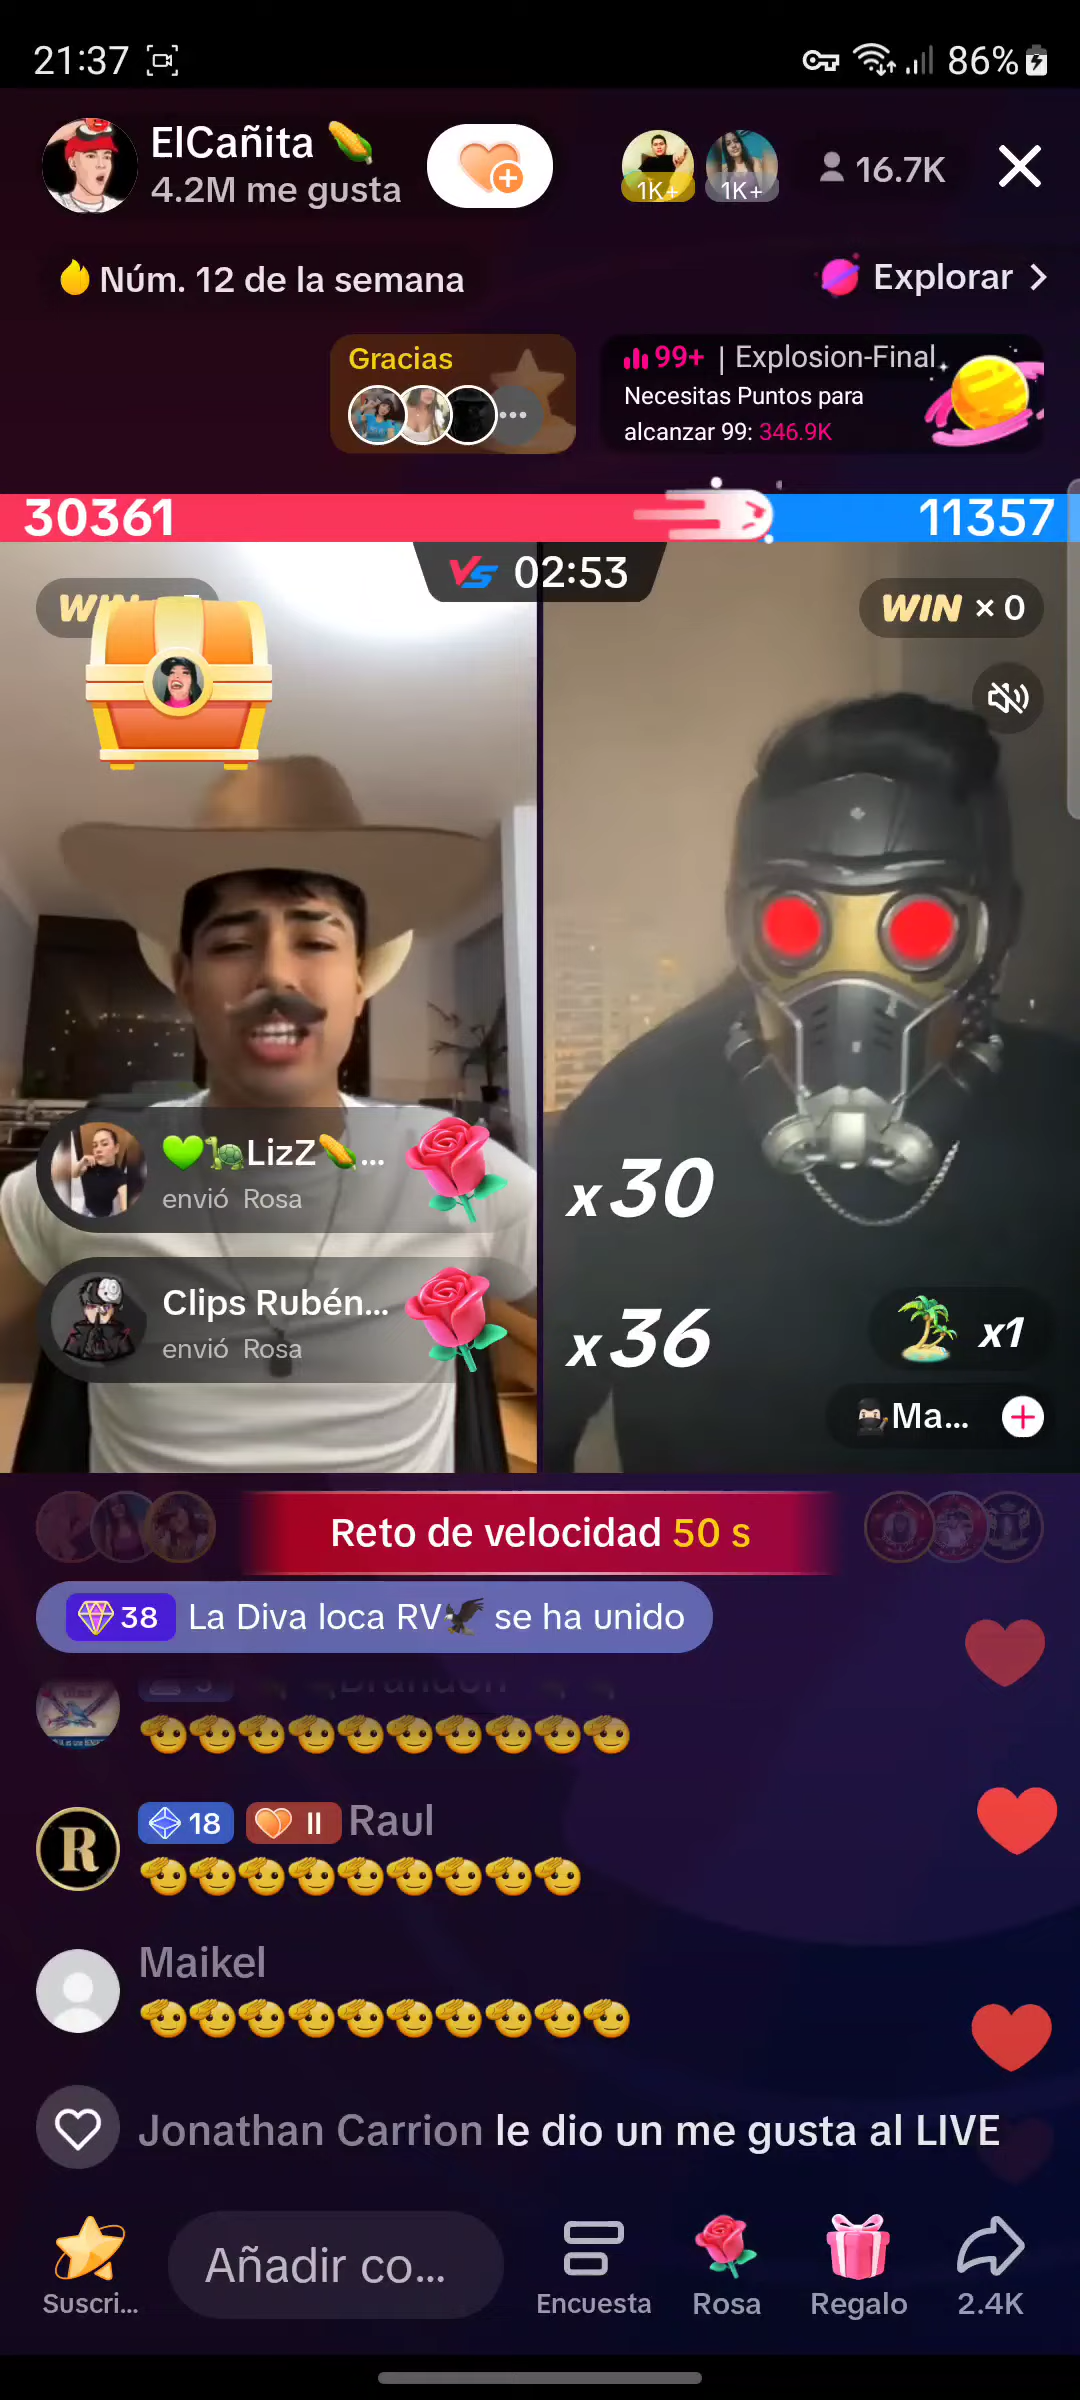 21:37
86%
ElCañita
4.2M me gusta
1K+
1K+
16.7K
Núm. 12 de la semana
Explorar
Gracias
99+ | Explosion-Final
Necesitas Puntos para
alcanzar 99: 346.9K
30361
11357
VS 02:53
WIN
WIN × 0
LizZ...
envió Rosa
x30
Clips Rubén...
envió Rosa
x36
x1
Ma...
Reto de velocidad 50 s
38 La Diva loca RV se ha unido
Brandon
18 II Raul
Maikel
Jonathan Carrion le dio un me gusta al LIVE
Suscri...
Añadir co...
Encuesta
Rosa
Regalo
2.4K